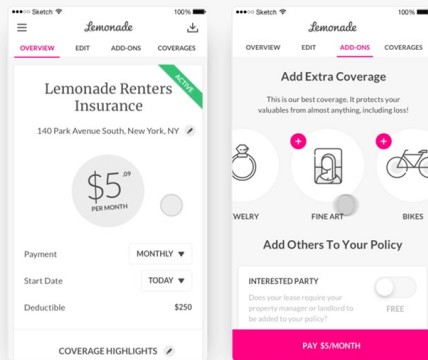 Sketch 100%
Lemonade
OVERVIEW EDIT ADD-ONS COVERAGES
ACTIVE
Lemonade Renters
Insurance
140 Park Avenue South, New York, NY
$5.09
PER MONTH
Payment MONTHLY ▼
Start Date TODAY ▼
Deductible $250
COVERAGE HIGHLIGHTS
Sketch 100%
Lemonade
OVERVIEW EDIT ADD-ONS COVERAGES
Add Extra Coverage
This is our best coverage. It protects your
valuables from almost anything, including loss!
WELRY FINE ART BIKES
Add Others To Your Policy
INTERESTED PARTY
Does your lease require your
property manager or landlord to
be added to your policy?
FREE
PAY $5/MONTH